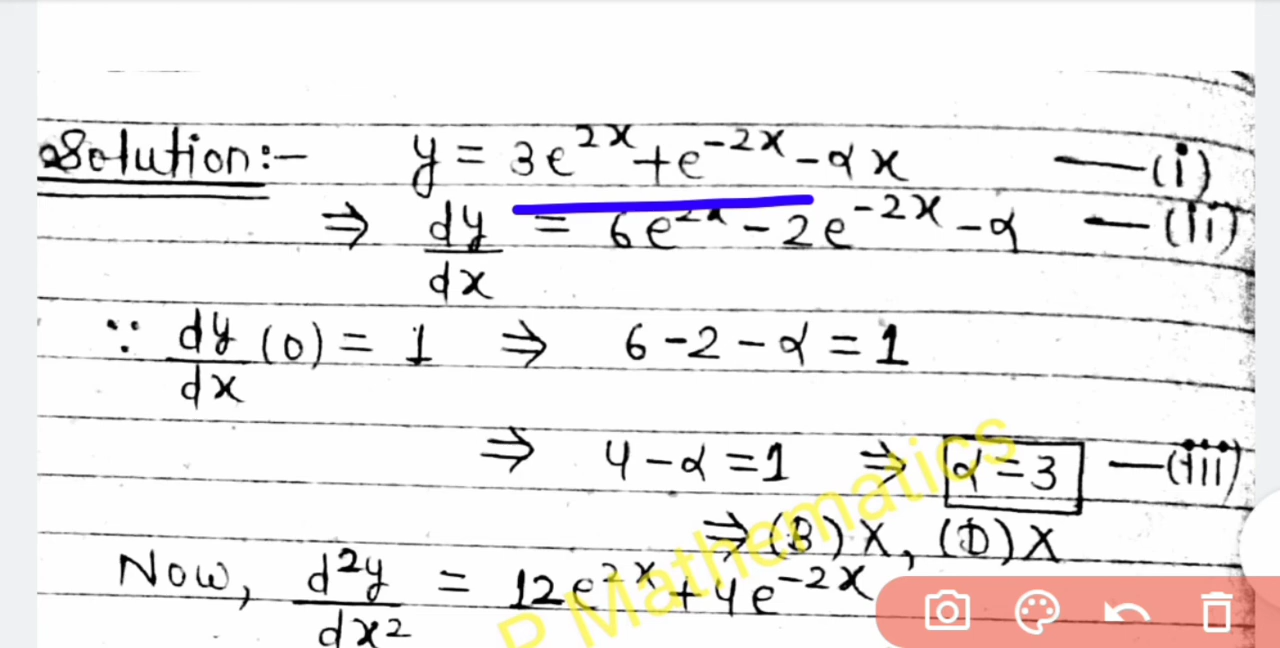 Solution:- y = 3e^{2x} + e^{-2x} - αx —(i)
⇒ dy/dx = 6e^{2x} - 2e^{-2x} - α —(ii)
∵ dy/dx (0) = 1 ⇒ 6 - 2 - α = 1
⇒ 4 - α = 1 ⇒ α = 3 —(iii)
⇒ (B) X, (D) X
Now, d²y/dx² = 12e^{2x} + 4e^{-2x}
P Mathematics